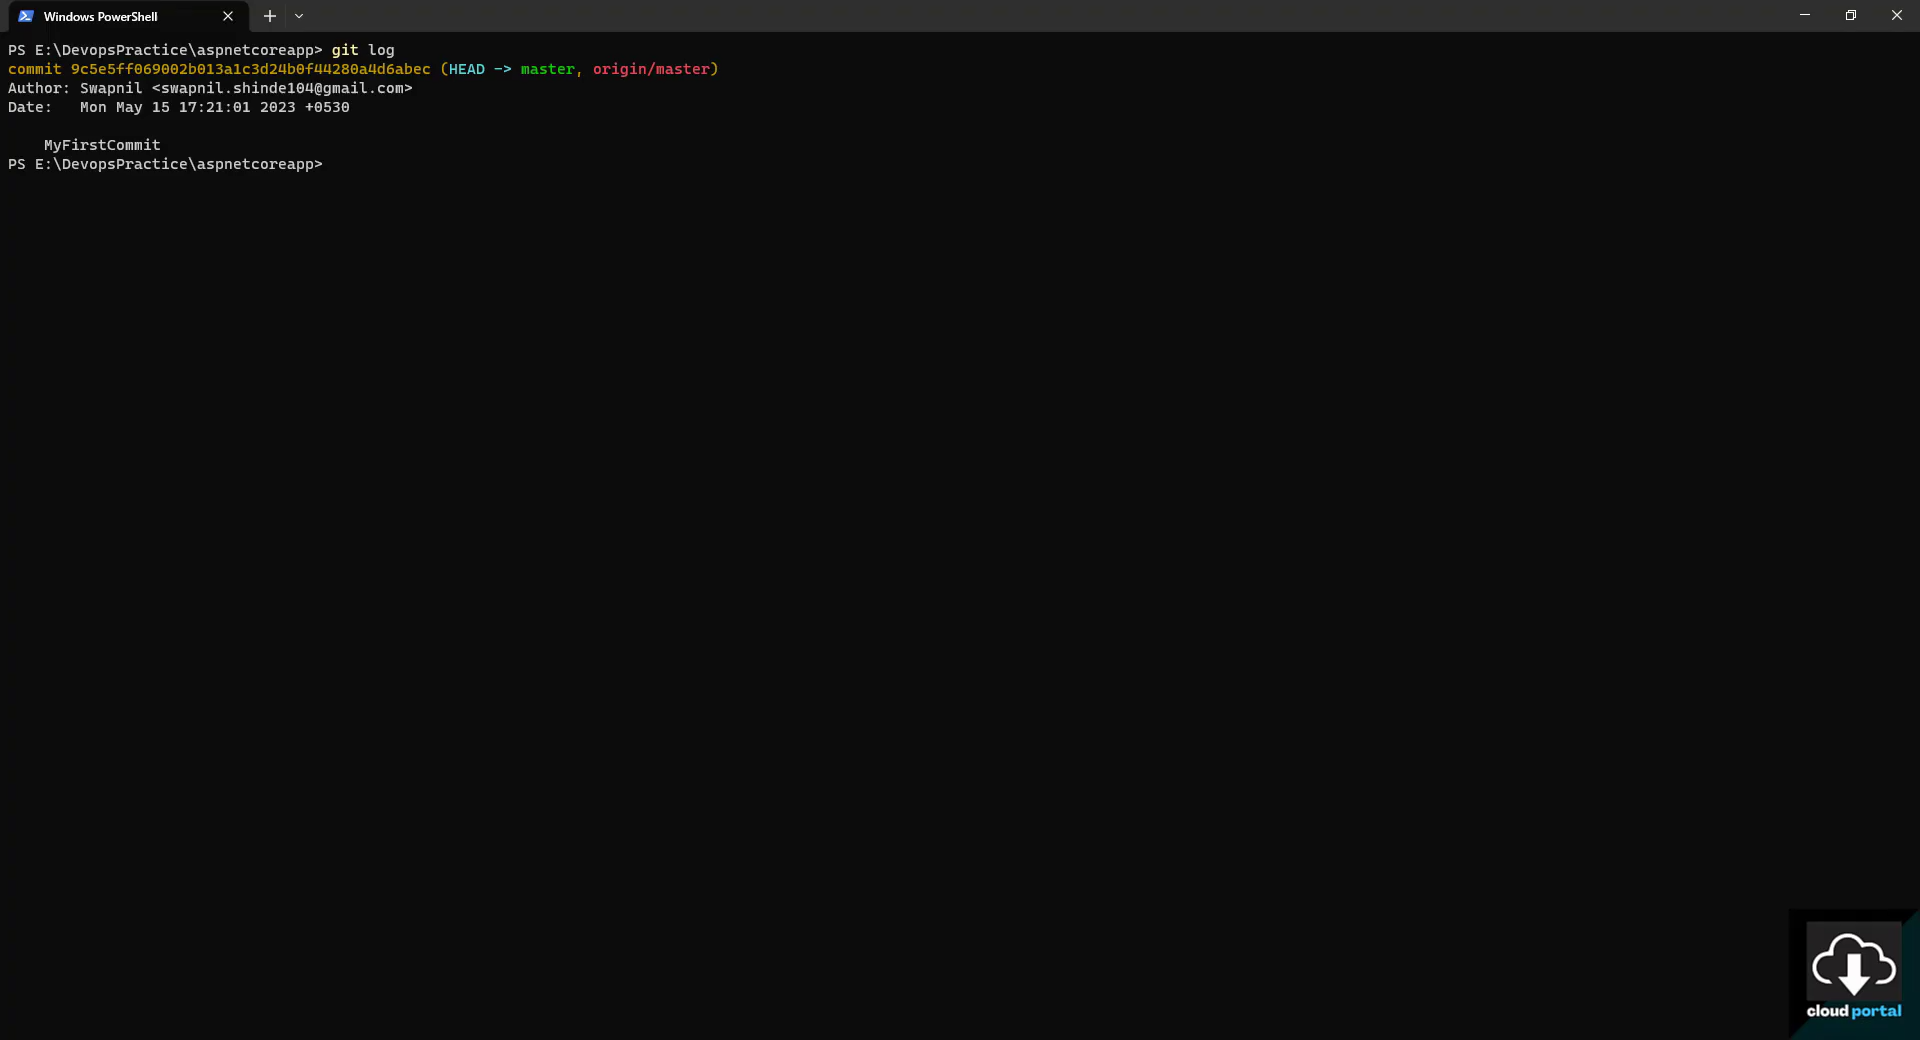 Windows PowerShell
PS E:\DevopsPractice\aspnetcoreapp> git log
commit 9c5e5ff069002b013a1c3d24b0f44280a4d6abec (HEAD -> master, origin/master)
Author: Swapnil <swapnil.shinde104@gmail.com>
Date:   Mon May 15 17:21:01 2023 +0530
    MyFirstCommit
PS E:\DevopsPractice\aspnetcoreapp>
cloud portal